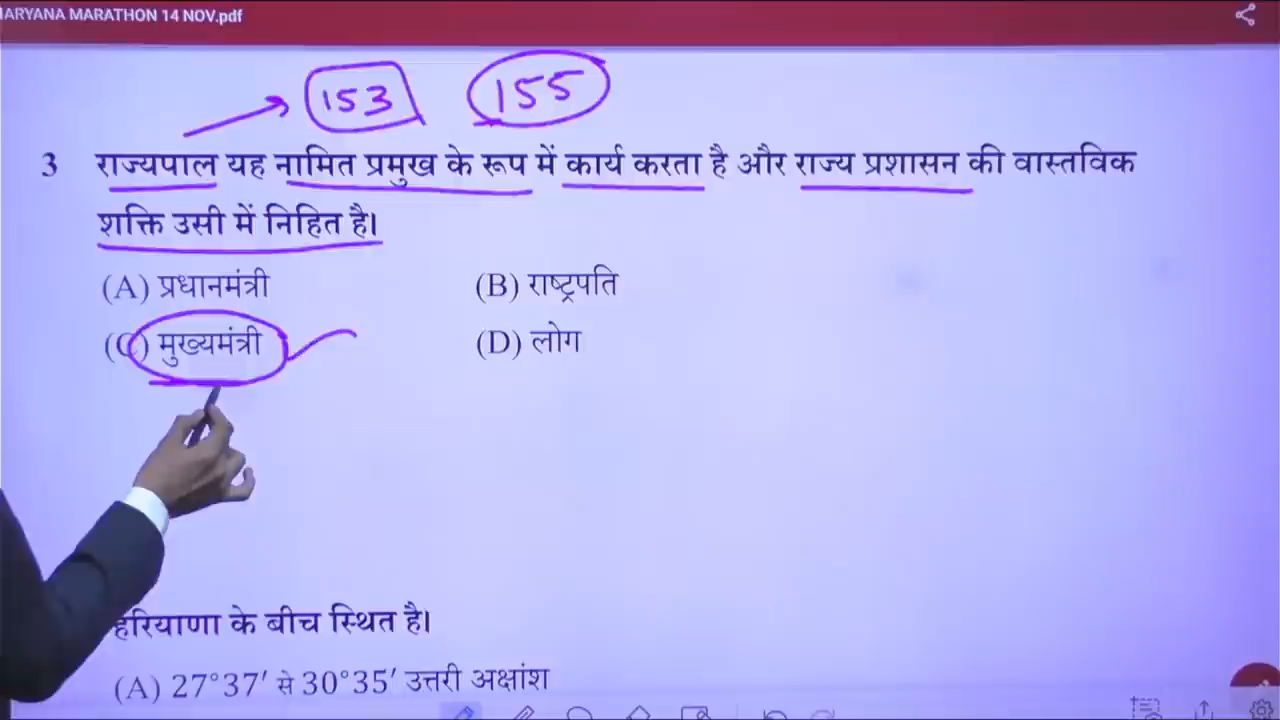 ARYANA MARATHON 14 NOV.pdf
153 155
3 राज्यपाल यह नामित प्रमुख के रूप में कार्य करता है और राज्य प्रशासन की वास्तविक
शक्ति उसी में निहित है।
(A) प्रधानमंत्री (B) राष्ट्रपति
(C) मुख्यमंत्री (D) लोग
हरियाणा के बीच स्थित है।
(A) 27°37′ से 30°35′ उत्तरी अक्षांश